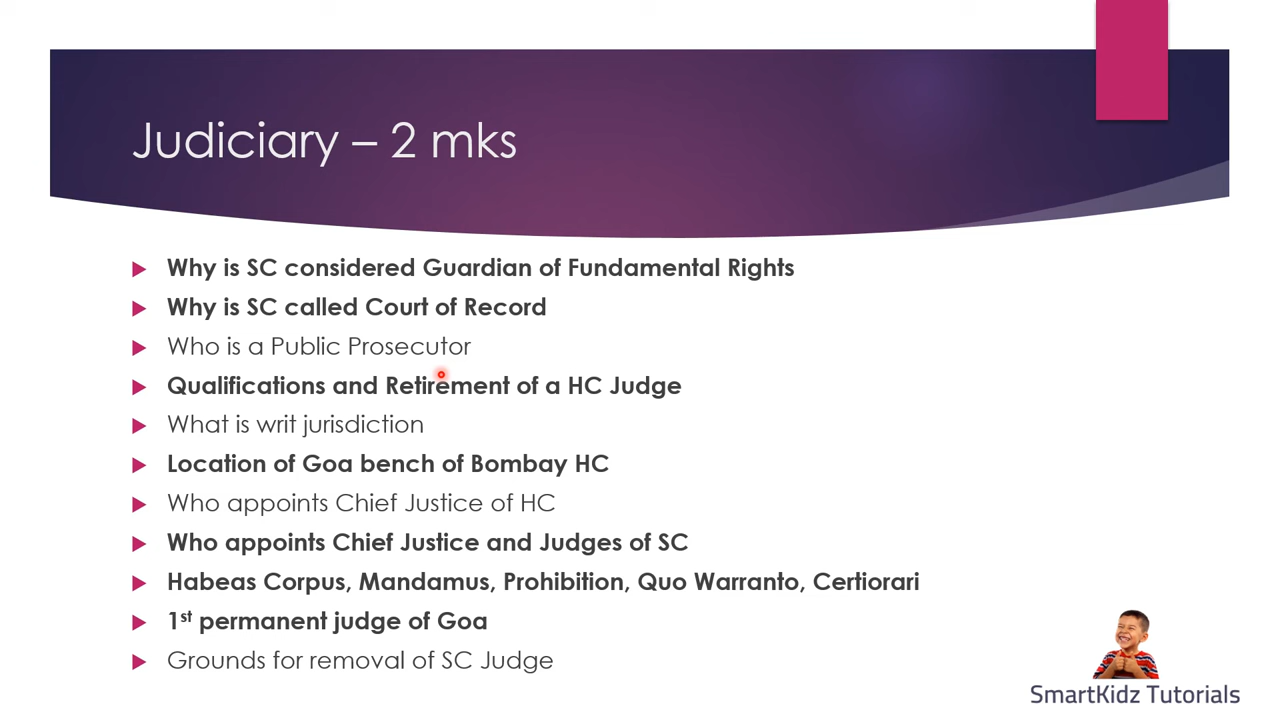 Judiciary – 2 mks
Why is SC considered Guardian of Fundamental Rights
Why is SC called Court of Record
Who is a Public Prosecutor
Qualifications and Retirement of a HC Judge
What is writ jurisdiction
Location of Goa bench of Bombay HC
Who appoints Chief Justice of HC
Who appoints Chief Justice and Judges of SC
Habeas Corpus, Mandamus, Prohibition, Quo Warranto, Certiorari
1st permanent judge of Goa
Grounds for removal of SC Judge
SmartKidz Tutorials